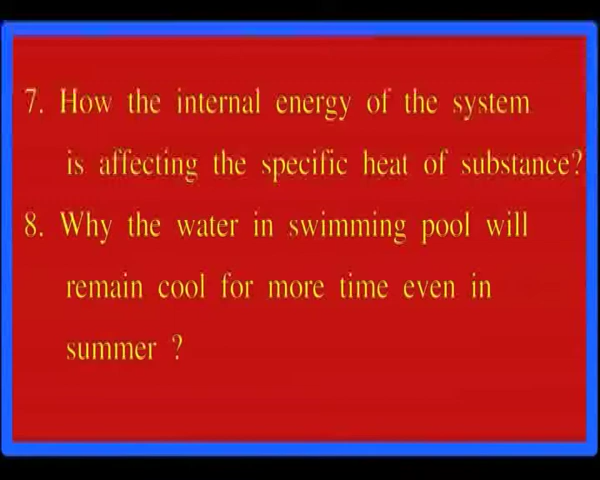 7. How the internal energy of the system
is affecting the specific heat of substance?
8. Why the water in swimming pool will
remain cool for more time even in
summer ?